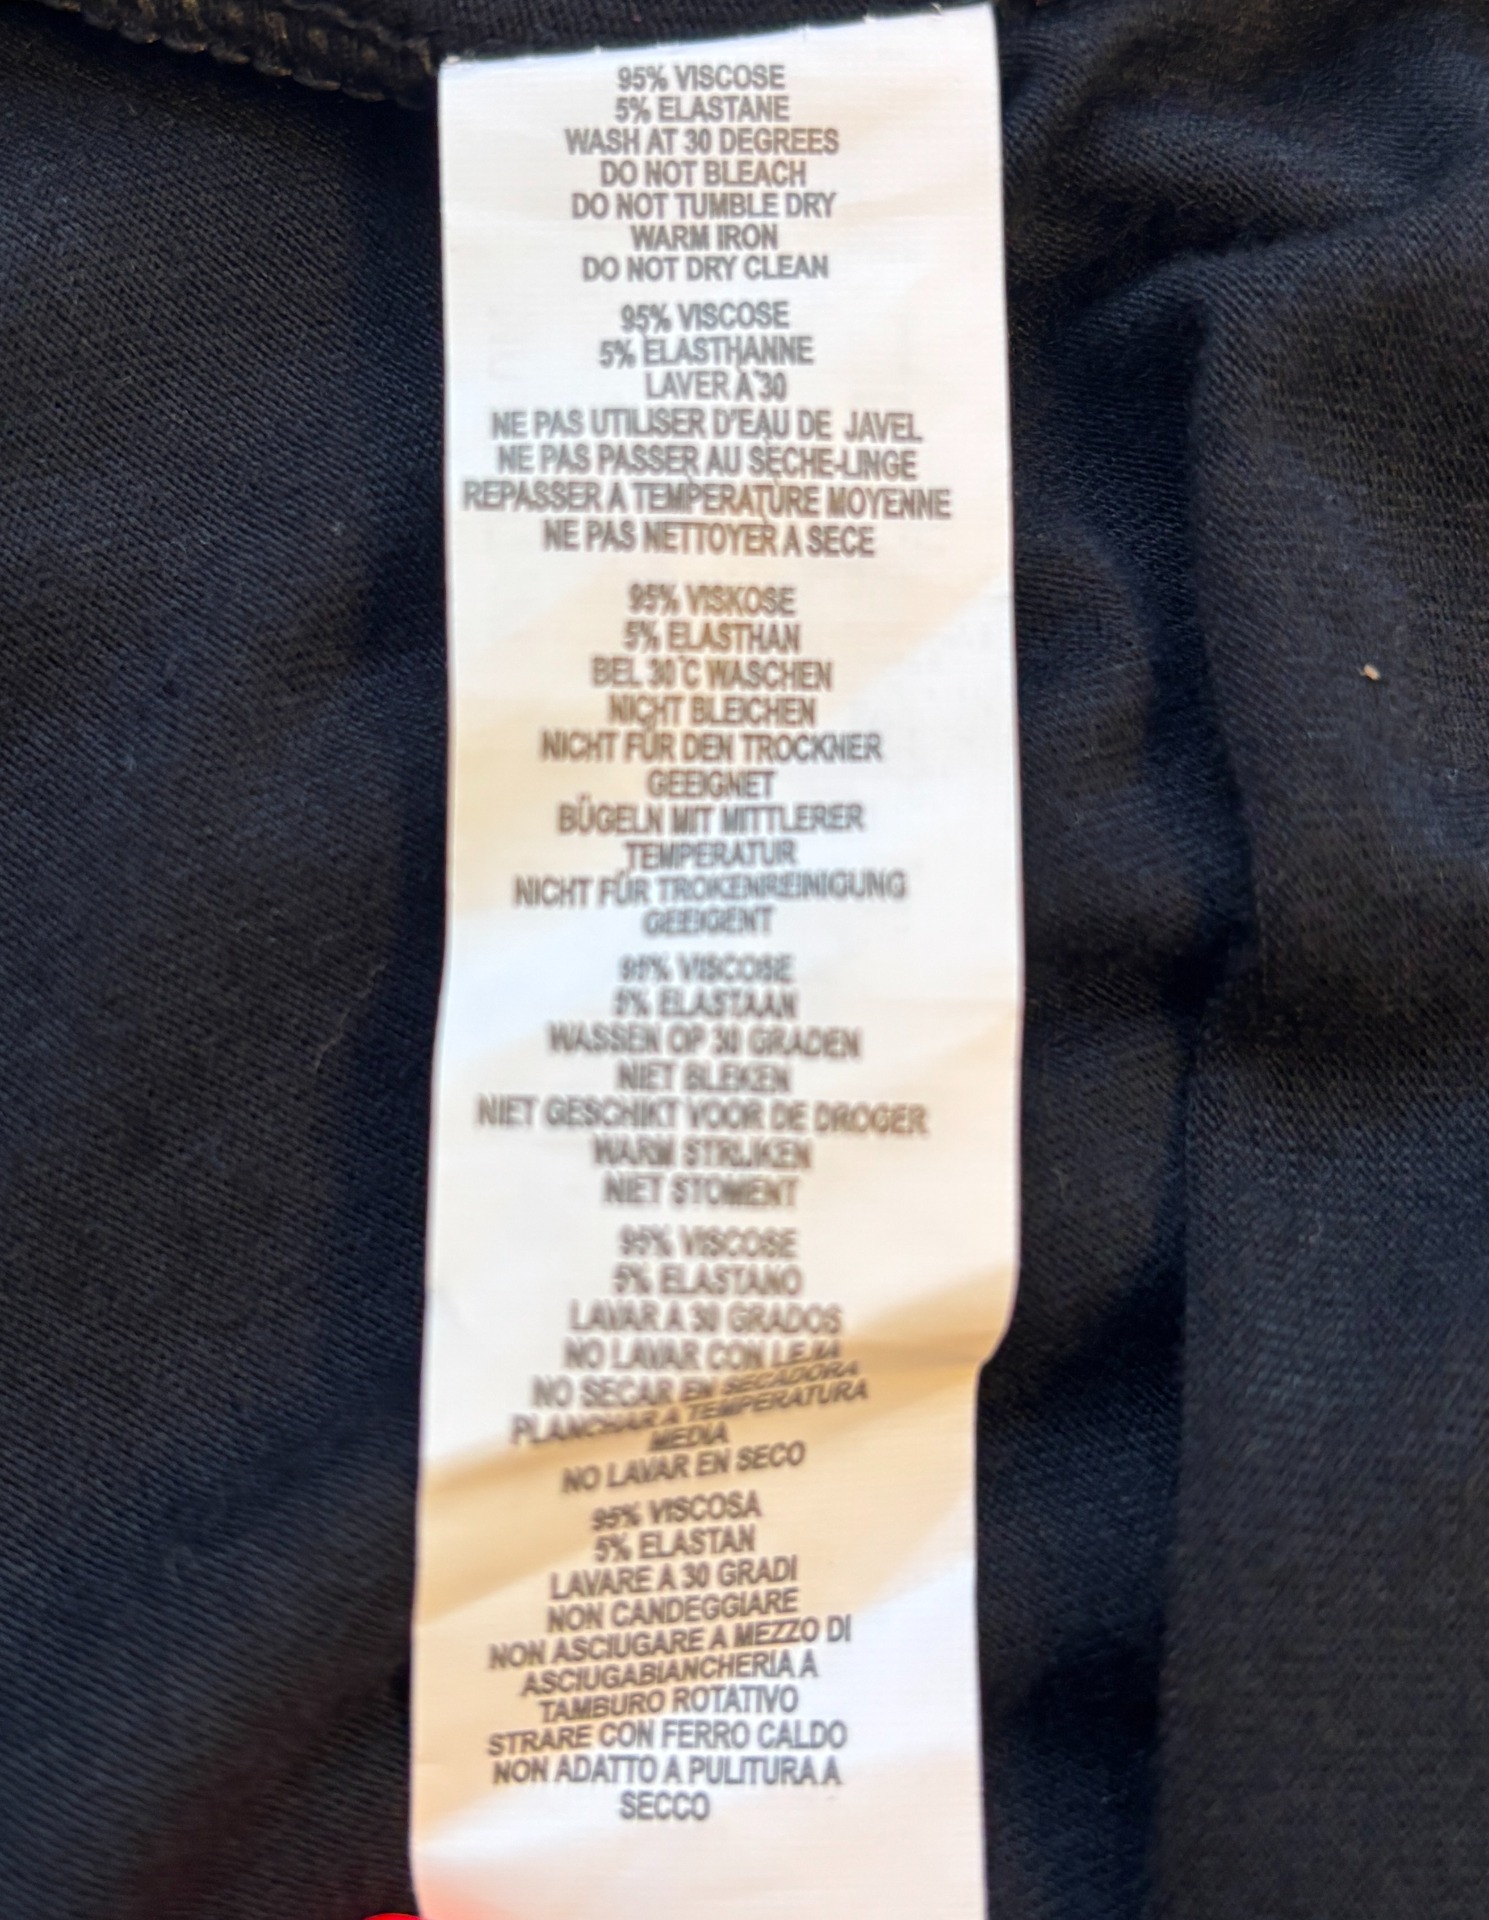 95% VISCOSE
5% ELASTANE
WASH AT 30 DEGREES
DO NOT BLEACH
DO NOT TUMBLE DRY
WARM IRON
DO NOT DRY CLEAN
95% VISCOSE
5% ELASTHANNE
LAVER À 30
NE PAS UTILISER D'EAU DE JAVEL
NE PAS PASSER AU SÈCHE-LINGE
REPASSER A TEMPERATURE MOYENNE
NE PAS NETTOYER A SECE
95% VISKOSE
5% ELASTHAN
BEL 30°C WASCHEN
NICHT BLEICHEN
NICHT FÜR DEN TROCKNER
GEEIGNET
BÜGELN MIT MITTLERER
TEMPERATUR
NICHT FÜR TROKENREINIGUNG
GEEIGENT
95% VISCOSE
5% ELASTAAN
WASSEN OP 30 GRADEN
NIET BLEKEN
NIET GESCHIKT VOOR DE DROGER
WARM STRIJKEN
NIET STOMENT
95% VISCOSE
5% ELASTANO
LAVAR A 30 GRADOS
NO LAVAR CON LEJIA
NO SECAR EN SECADORA
PLANCHAR A TEMPERATURA
MEDIA
NO LAVAR EN SECO
95% VISCOSA
5% ELASTAN
LAVARE A 30 GRADI
NON CANDEGGIARE
NON ASCIUGARE A MEZZO DI
ASCIUGABIANCHERIA A
TAMBURO ROTATIVO
STRARE CON FERRO CALDO
NON ADATTO A PULITURA A
SECCO